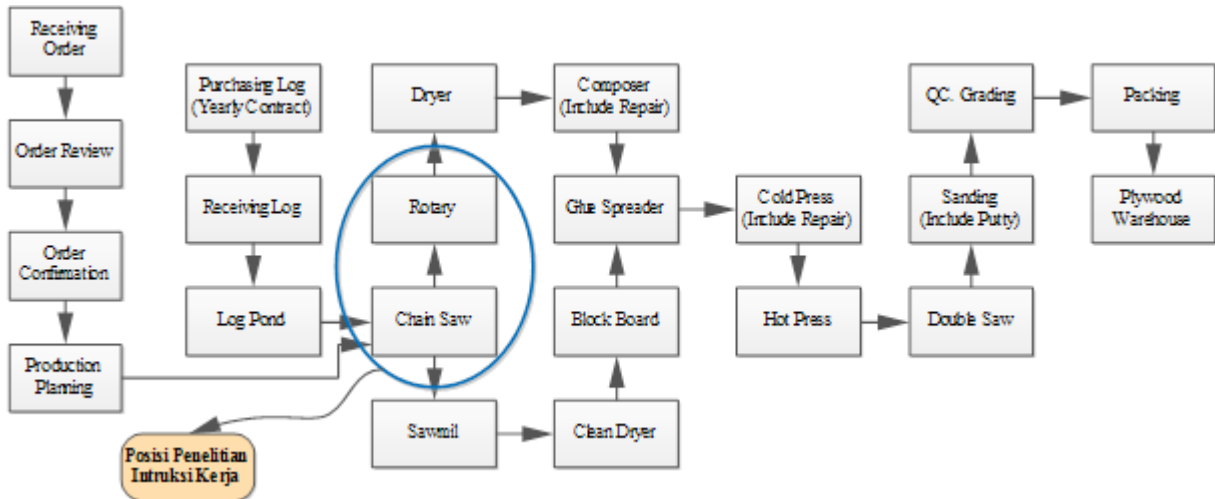 Receiving
Order
Order Review
Order
Confirmation
Production
Planning
Purchasing Log
(Yearly Contract)
Receiving Log
Log Pond
Dryer
Rotary
Chain Saw
Sawmil
Composer
(Include Repair)
Glue Spreader
Block Board
Clean Dryer
Cold Press
(Include Repair)
Hot Press
QC. Grading
Sanding
(Include Putty)
Double Saw
Packing
Plywood
Warehouse
Posisi Penelitian
Intruksi Kerja